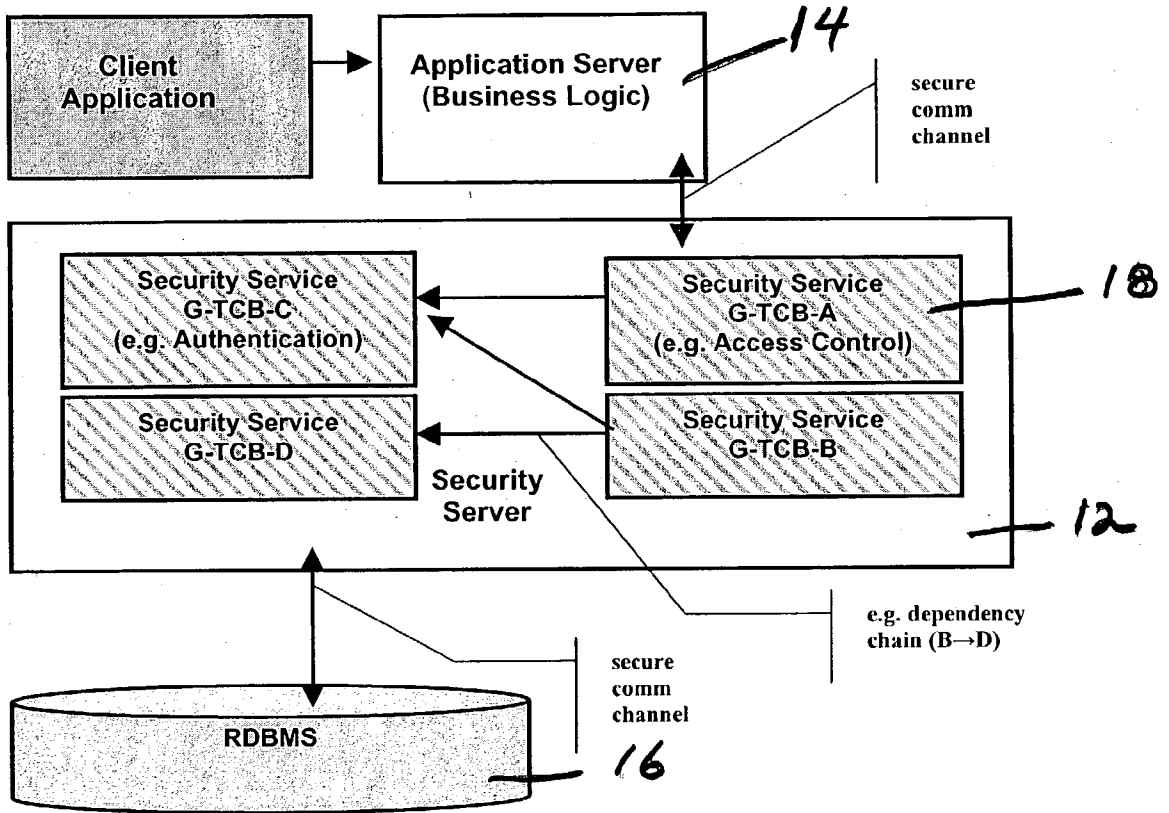 Client
Application
Application Server
(Business Logic)
14
secure
comm
channel
Security Service
G-TCB-C
(e.g. Authentication)
Security Service
G-TCB-A
(e.g. Access Control)
18
Security Service
G-TCB-D
Security Service
G-TCB-B
Security
Server
12
e.g. dependency
chain (B→D)
secure
comm
channel
RDBMS
16